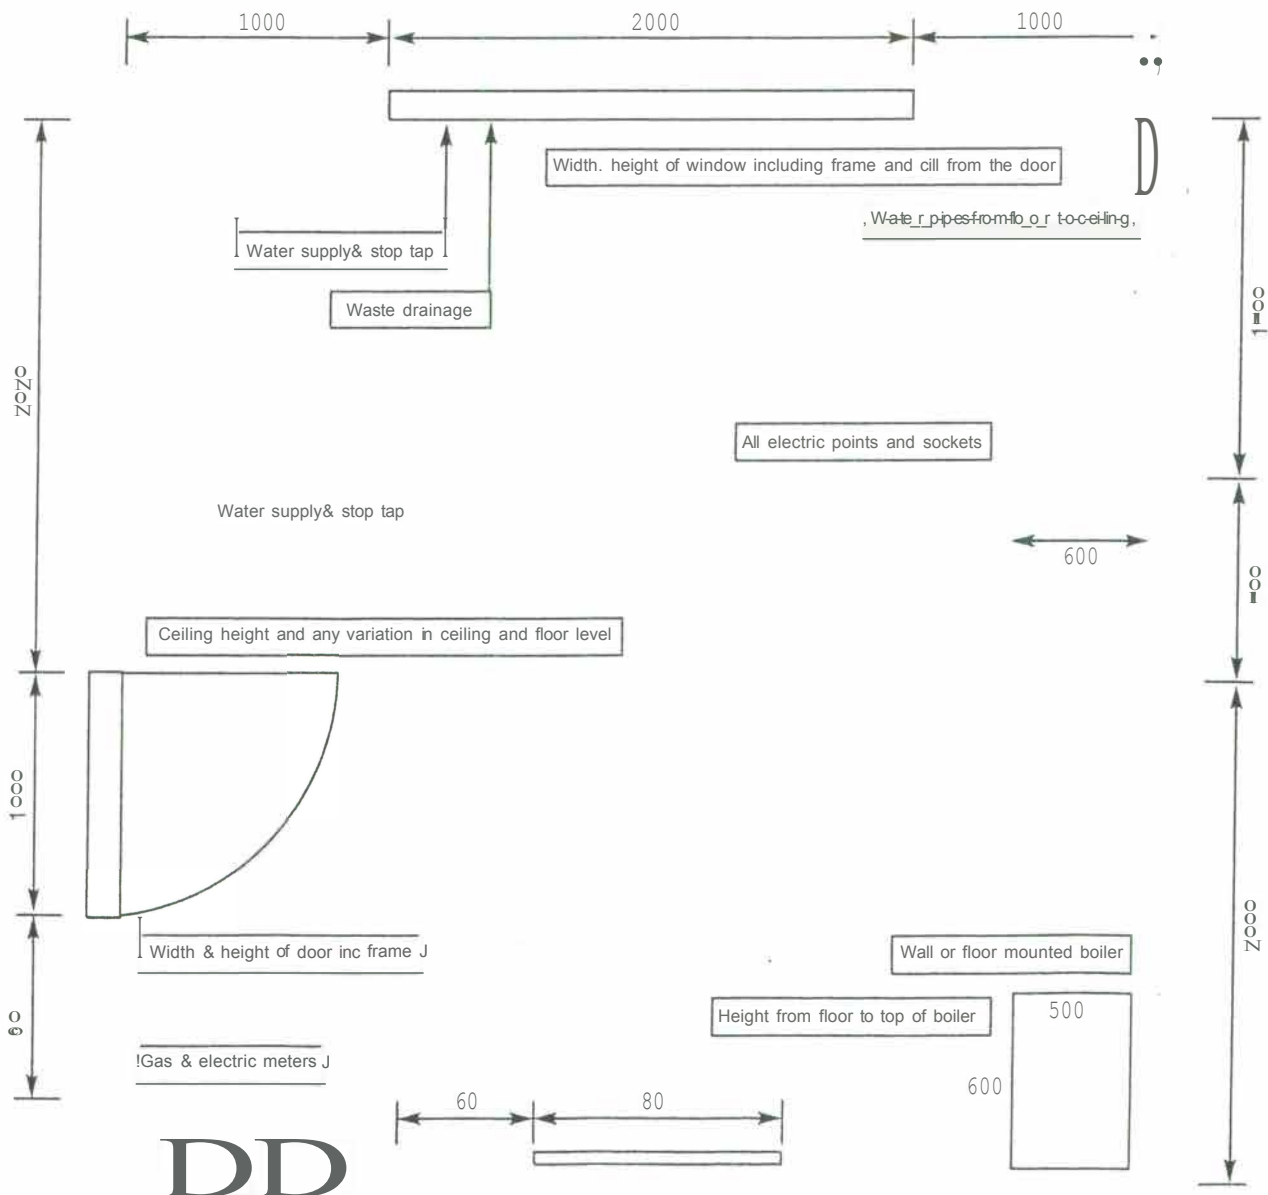 1000 2000 1000
Width. height of window including frame and cill from the door
Water supply& stop tap
Waste drainage
All electric points and sockets
Water supply& stop tap
600
Ceiling height and any variation in ceiling and floor level
1000
Width & height of door inc frame
Wall or floor mounted boiler
Height from floor to top of boiler
500
600
Gas & electric meters
60 80
DD